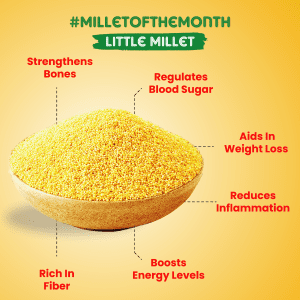 #MILLETOFTHEMONTH
LITTLE MILLET
Strengthens
Bones
Regulates
Blood Sugar
Aids In
Weight Loss
Reduces
Inflammation
Boosts
Energy Levels
Rich In
Fiber